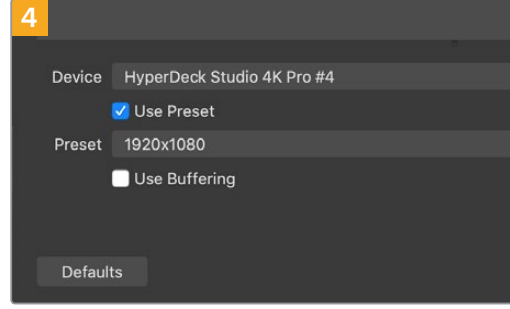 4
Device HyperDeck Studio 4K Pro #4
Use Preset
Preset 1920x1080
Use Buffering
Defaults